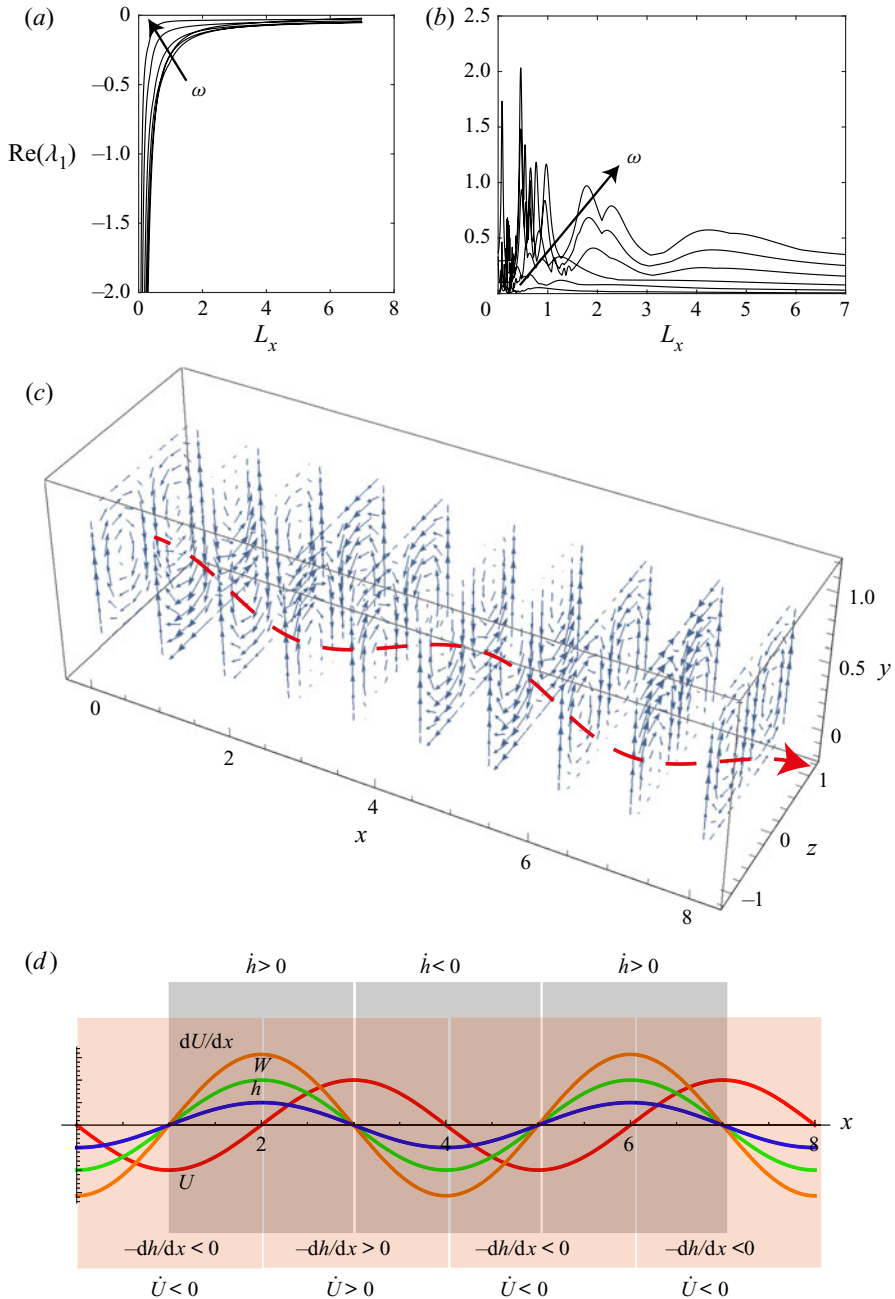 (a)
0
−0.5
−1.0
−1.5
−2.0
Re(λ1)
ω
0 2 4 6 8
Lx
(b)
2.5
2.0
1.5
1.0
0.5
0
ω
1 2 3 4 5 6 7
Lx
(c)
0
2
4
6
8
x
1.0
0.5
0
y
1
0
−1
z
(d)
ḣ > 0
ḣ < 0
ḣ > 0
dU/dx
W
h
U
2
4
6
8
x
−dh/dx < 0
−dh/dx > 0
−dh/dx < 0
−dh/dx <0
U̇ < 0
U̇ > 0
U̇ < 0
U̇ < 0